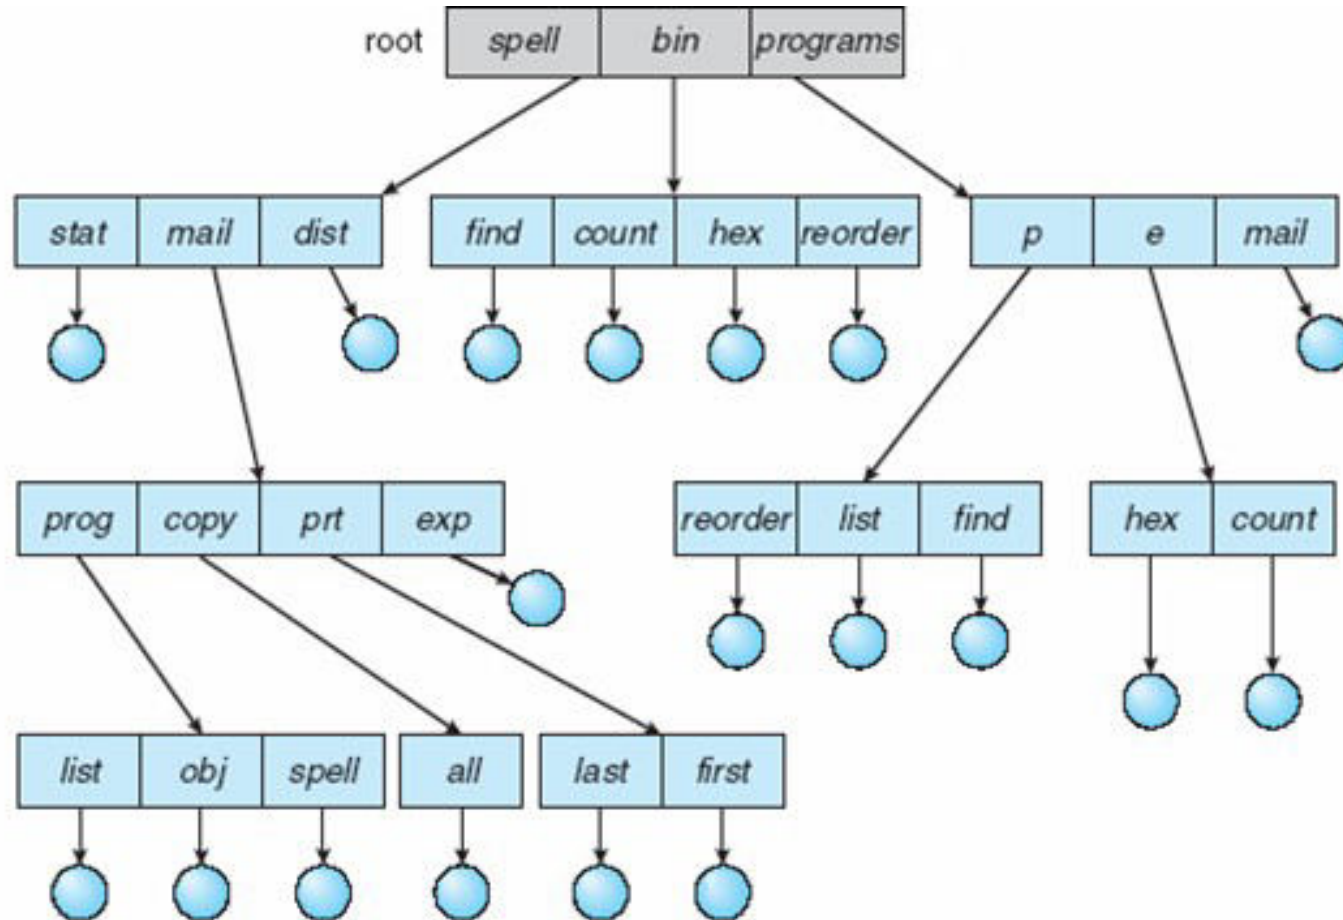 root spell bin programs
stat mail dist find count hex reorder p e mail
prog copy prt exp reorder list find hex count
list obj spell all last first